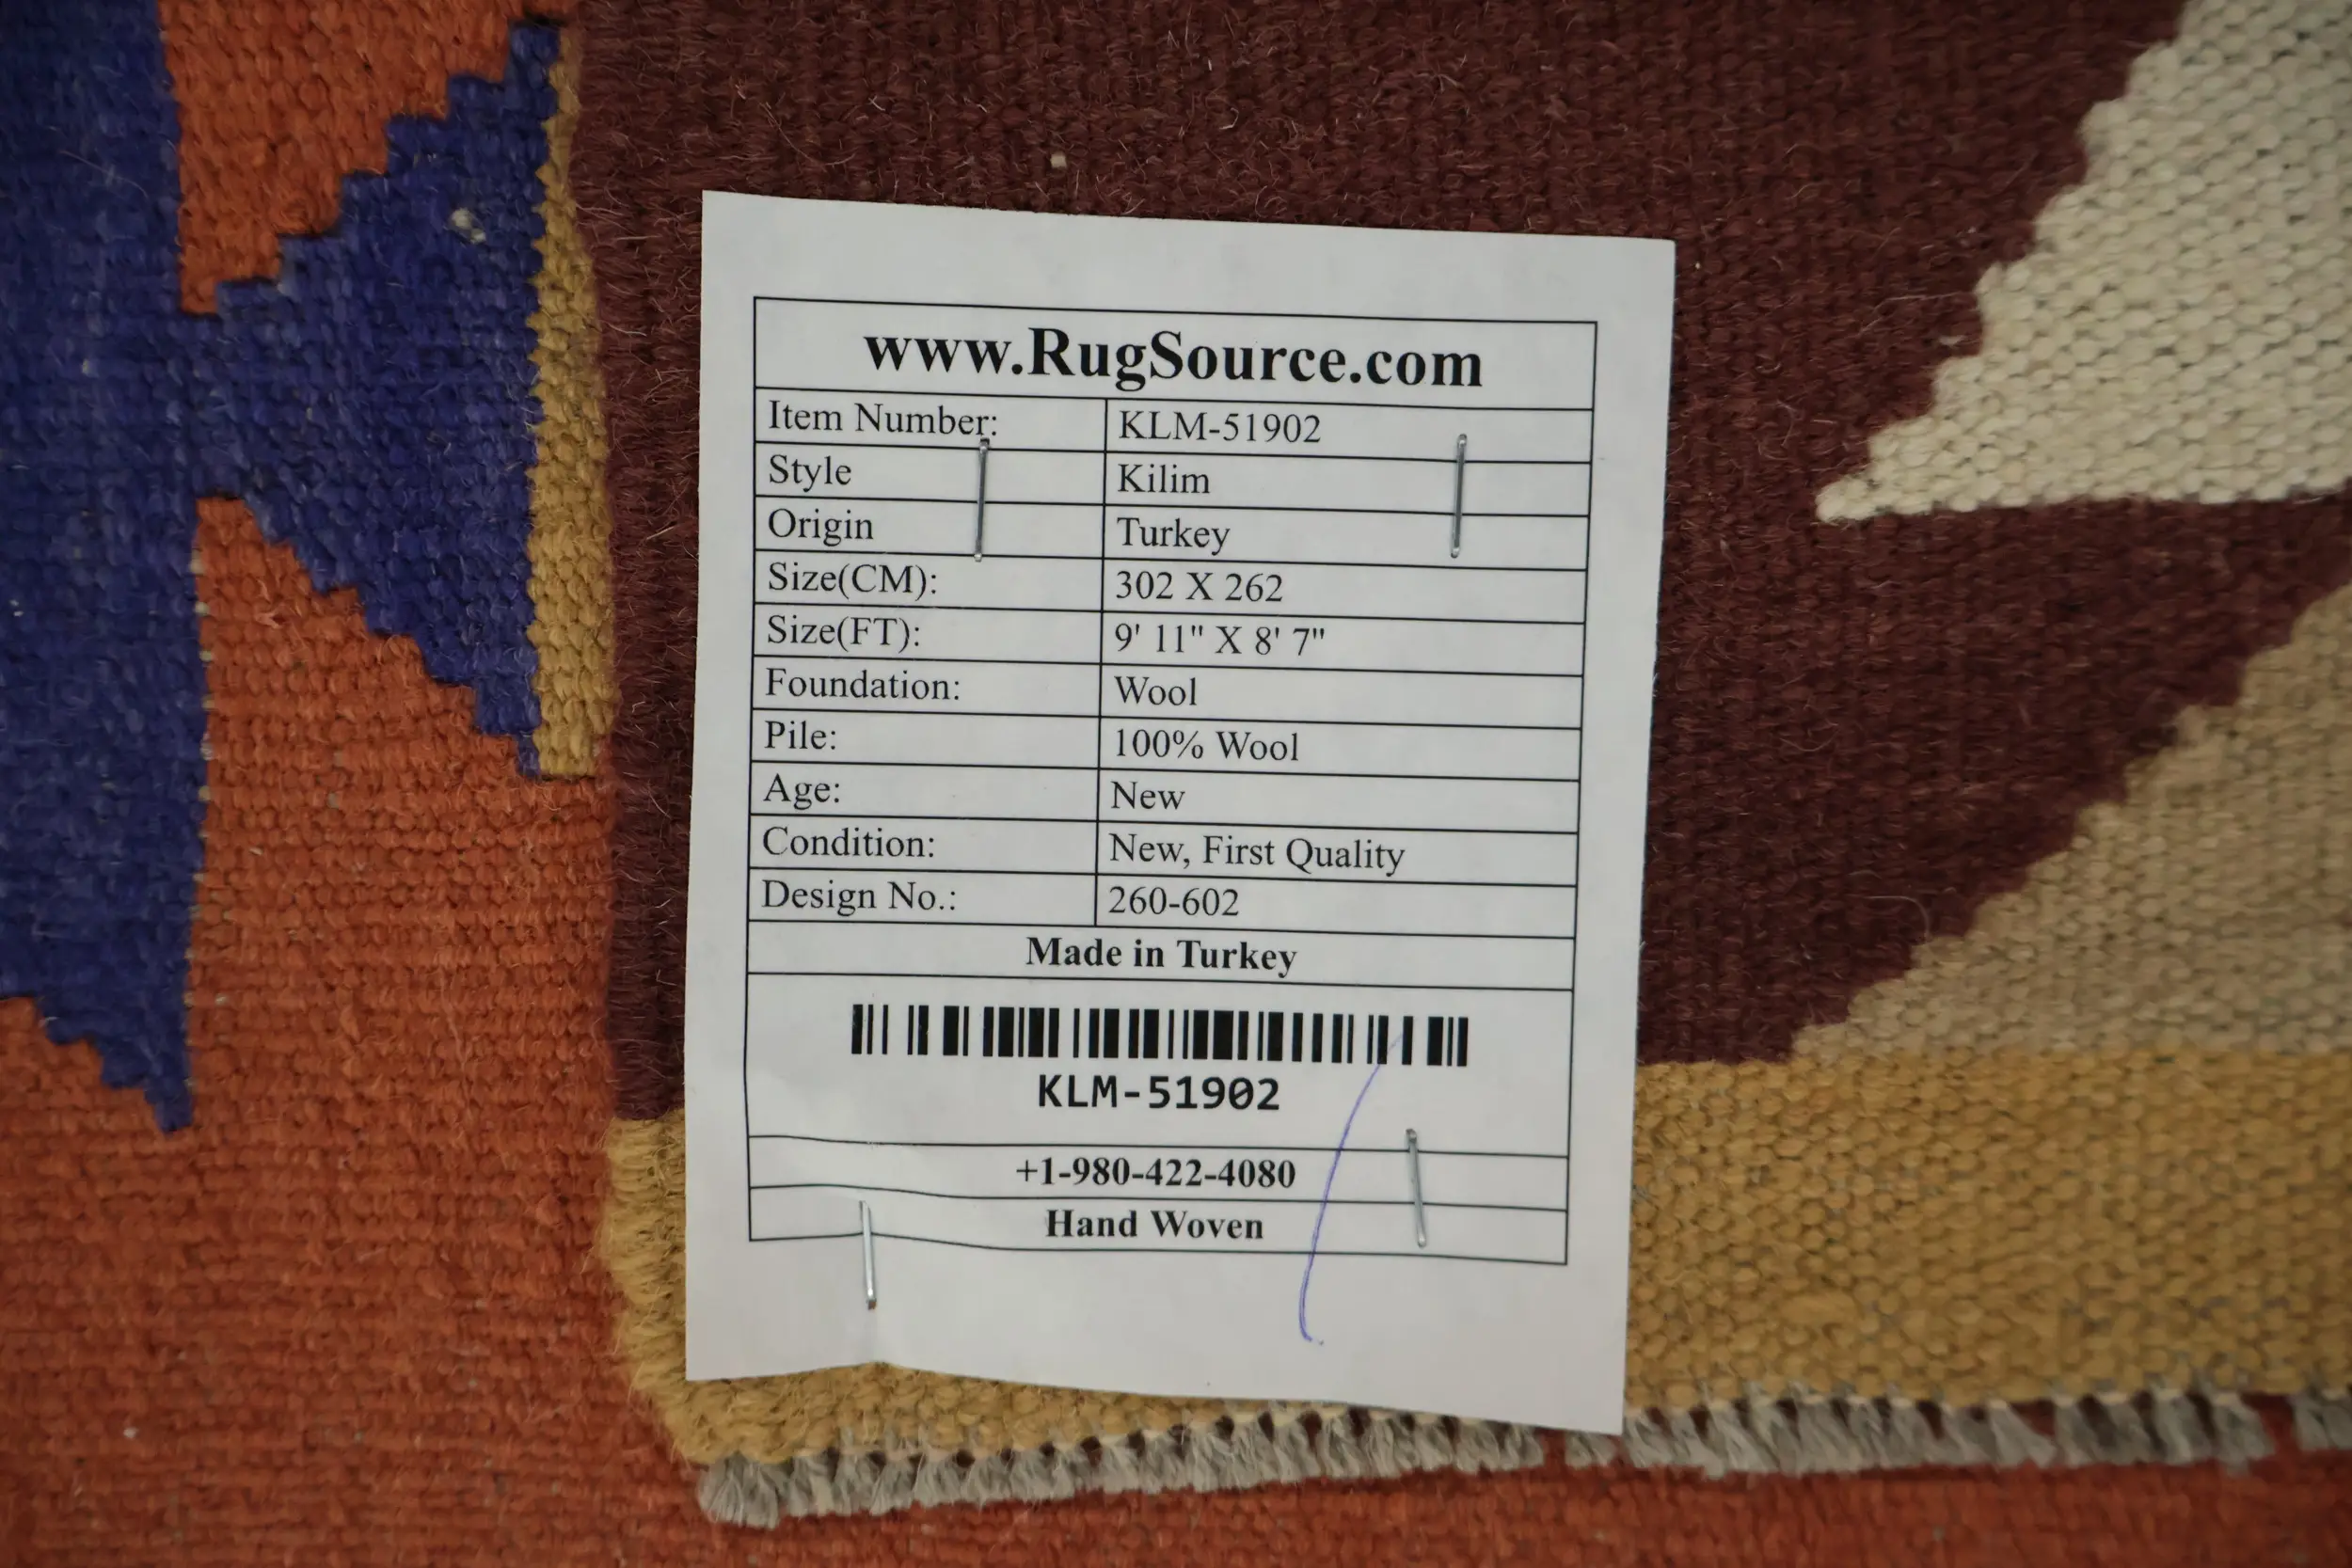 www.RugSource.com
Item Number: KLM-51902
Style Kilim
Origin Turkey
Size(CM): 302 X 262
Size(FT): 9' 11" X 8' 7"
Foundation: Wool
Pile: 100% Wool
Age: New
Condition: New, First Quality
Design No.: 260-602
Made in Turkey
KLM-51902
+1-980-422-4080
Hand Woven